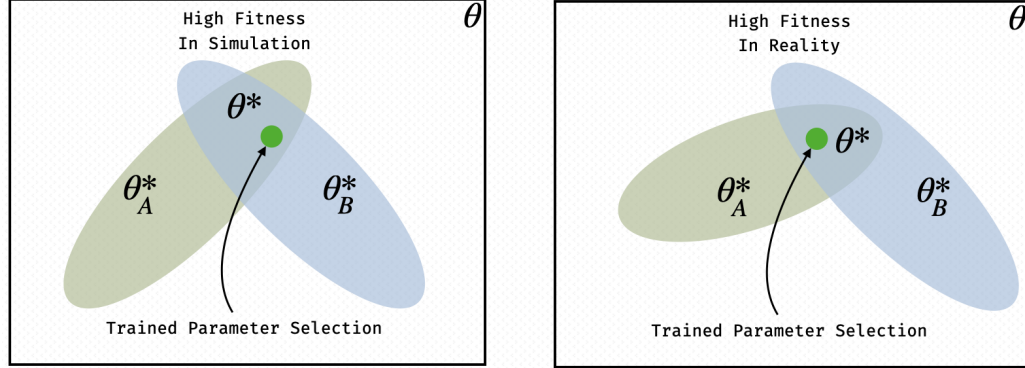 High Fitness
In Simulation
θ
θ*
θ*A
θ*B
Trained Parameter Selection
High Fitness
In Reality
θ
θ*
θ*A
θ*B
Trained Parameter Selection